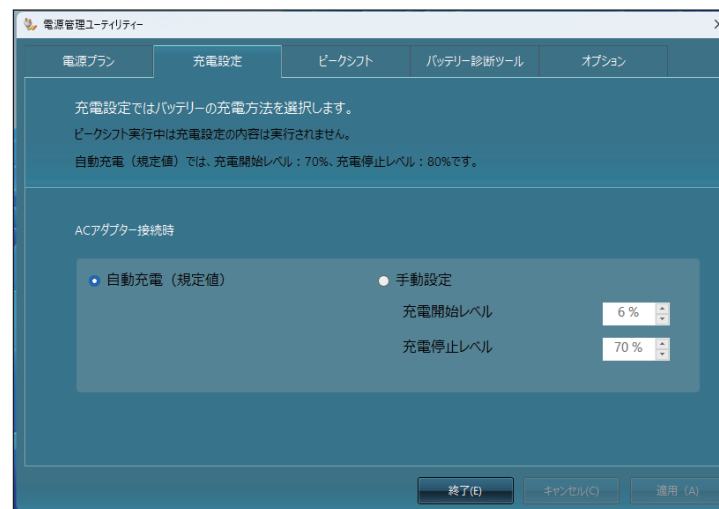 電源管理ユーティリティー
電源プラン 充電設定 ピークシフト バッテリー診断ツール オプション
充電設定ではバッテリーの充電方法を選択します。
ピークシフト実行中は充電設定の内容は実行されません。
自動充電（規定値）では、充電開始レベル：70%、充電停止レベル：80%です。
ACアダプター接続時
自動充電（規定値） 手動設定
充電開始レベル 6 %
充電停止レベル 70 %
終了(E) キャンセル(C) 適用（A）